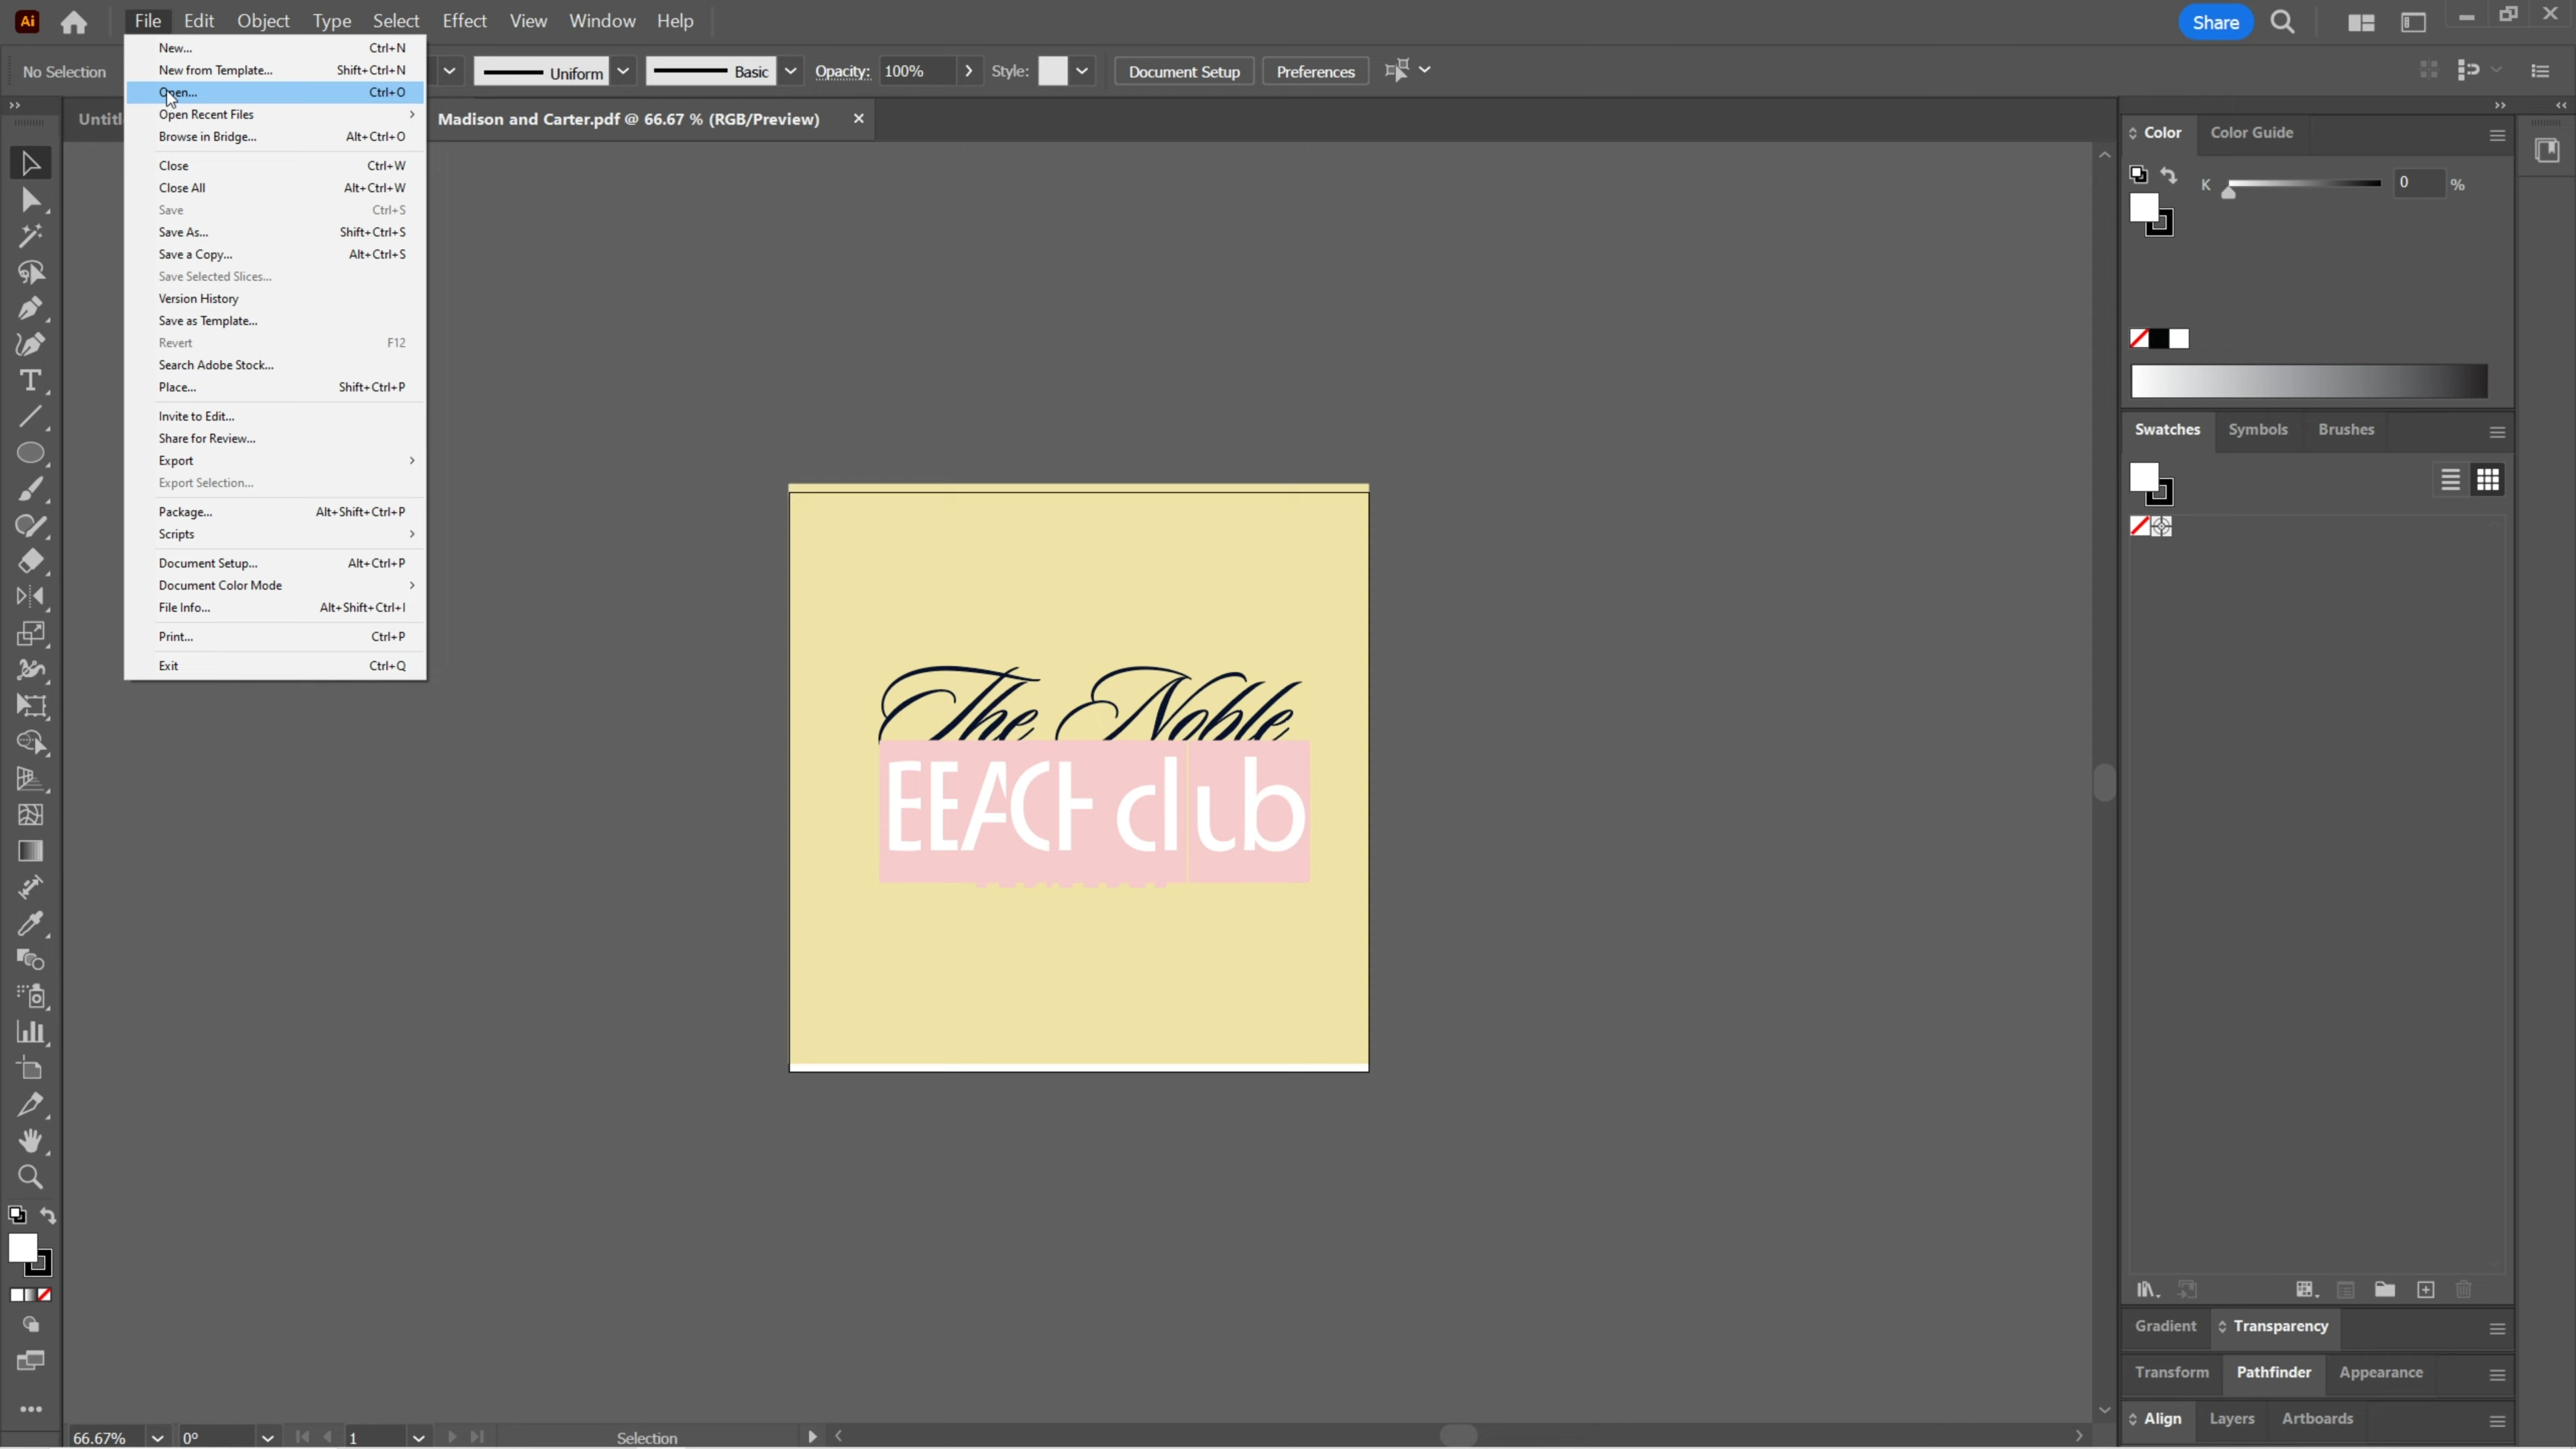 Ai File Edit Object Type Select Effect View Window Help Share
No Selection Uniform Basic Opacity: 100% Style: Document Setup Preferences
Madison and Carter.pdf @ 66.67 % (RGB/Preview)
New... Ctrl+N
New from Template... Shift+Ctrl+N
Open... Ctrl+O
Open Recent Files
Browse in Bridge... Alt+Ctrl+O
Close Ctrl+W
Close All Alt+Ctrl+W
Save Ctrl+S
Save As... Shift+Ctrl+S
Save a Copy... Alt+Ctrl+S
Save Selected Slices...
Version History
Save as Template...
Revert F12
Search Adobe Stock...
Place... Shift+Ctrl+P
Invite to Edit...
Share for Review...
Export
Export Selection...
Package... Alt+Shift+Ctrl+P
Scripts
Document Setup... Alt+Ctrl+P
Document Color Mode
File Info... Alt+Shift+Ctrl+I
Print... Ctrl+P
Exit Ctrl+Q
The Noble
EEACH club
Color Color Guide
K 0 %
Swatches Symbols Brushes
Gradient Transparency
Transform Pathfinder Appearance
Align Layers Artboards
66.67% 0° 1 Selection